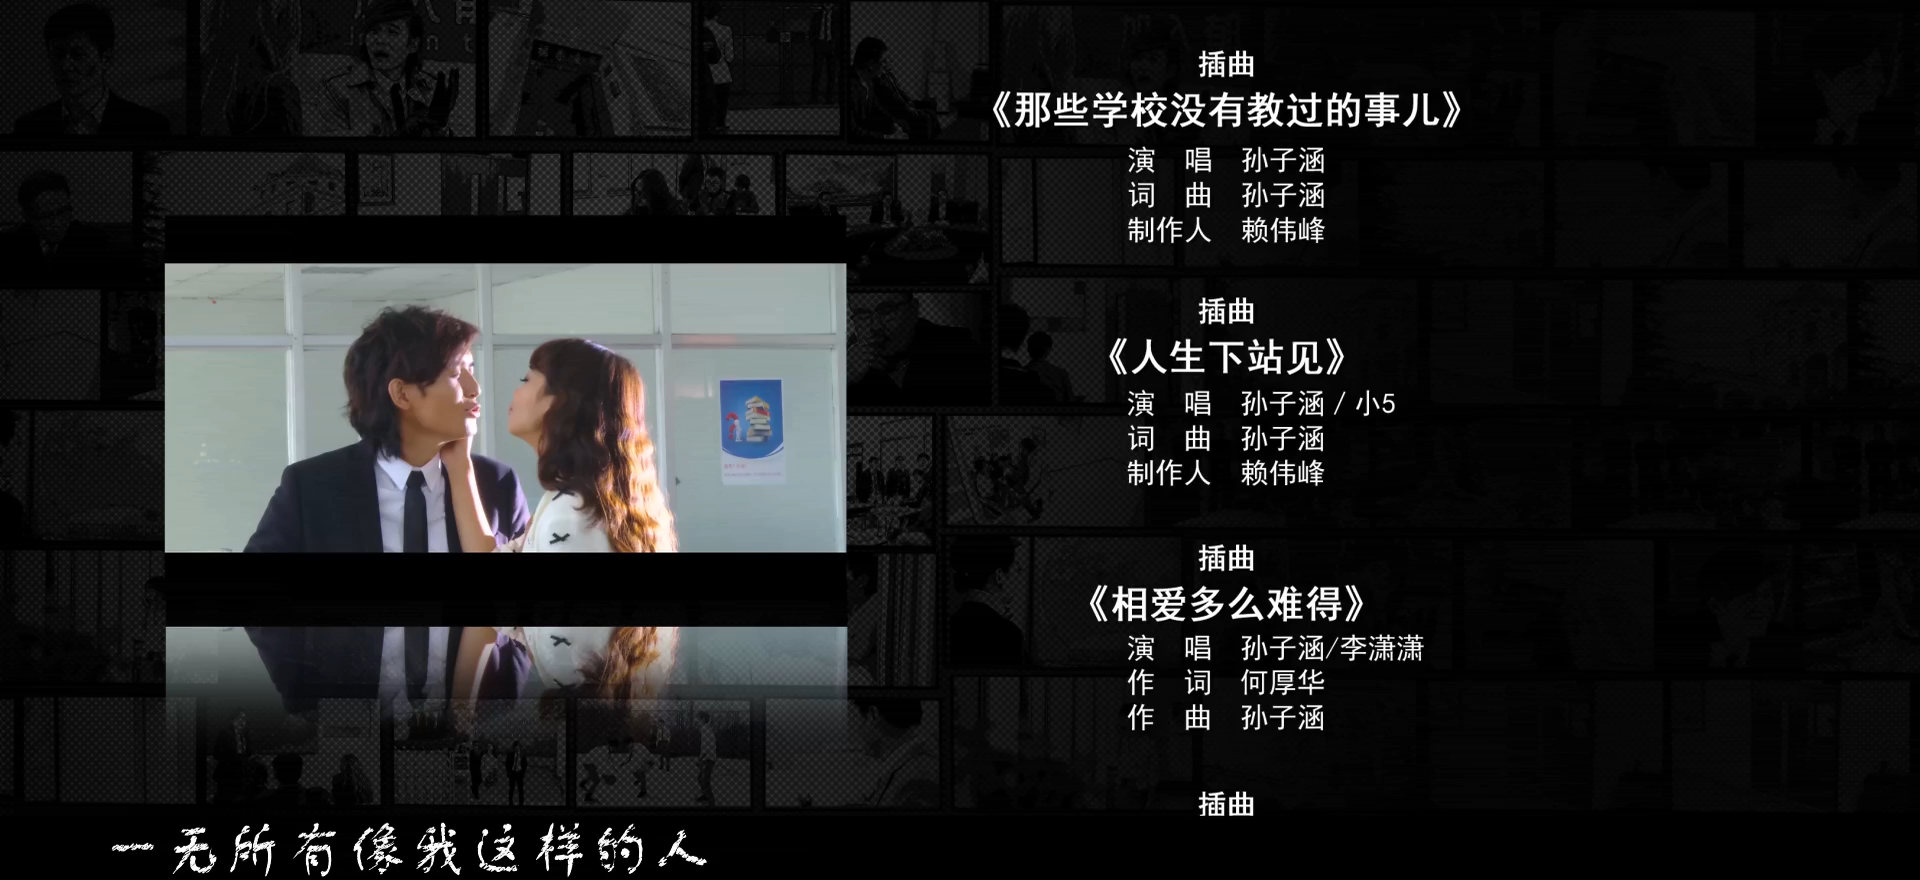 插曲
《那些学校没有教过的事儿》
演　唱　孙子涵
词　曲　孙子涵
制作人　赖伟峰
插曲
《人生下站见》
演　唱　孙子涵 / 小5
词　曲　孙子涵
制作人　赖伟峰
插曲
《相爱多么难得》
演　唱　孙子涵/李潇潇
作　词　何厚华
作　曲　孙子涵
插曲
一无所有像我这样的人